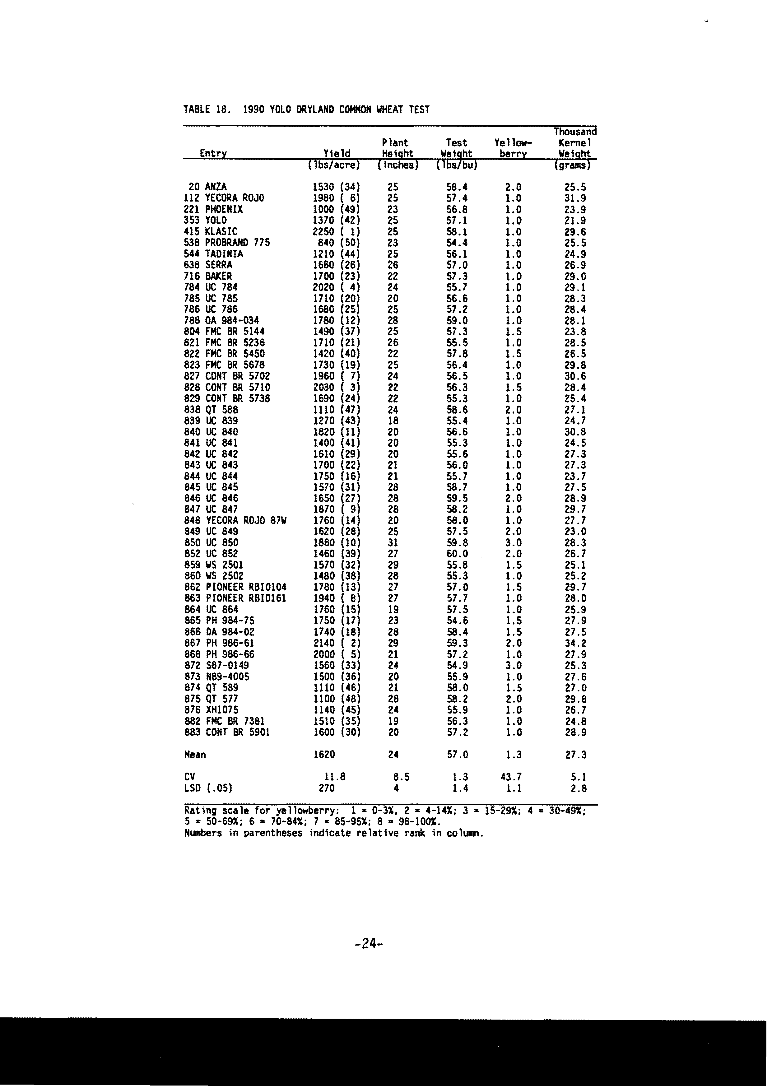 TABLE 18. 1990 YOLO DRYLAND COMMON WHEAT TEST
Thousand
Plant Test Yellow- Kernel
Entry Yield Height Weight berry Weight
(lbs/acre) (inches) (lbs/bu) (grams)
20 ANZA 1530 (34) 25 58.4 2.0 25.5
112 YECORA ROJO 1980 ( 6) 25 57.4 1.0 31.9
221 PHOENIX 1000 (49) 23 56.8 1.0 23.9
353 YOLO 1370 (42) 25 57.1 1.0 21.9
415 KLASIC 2250 ( 1) 25 58.1 1.0 29.6
538 PROBRAND 775 840 (50) 23 54.4 1.0 25.5
544 TADINIA 1210 (44) 25 56.1 1.0 24.9
638 SERRA 1680 (26) 26 57.0 1.0 26.9
716 BAKER 1700 (23) 22 57.3 1.0 29.0
784 UC 784 2020 ( 4) 24 55.7 1.0 29.1
785 UC 785 1710 (20) 20 56.6 1.0 28.3
786 UC 786 1680 (25) 25 57.2 1.0 28.4
788 DA 984-034 1780 (12) 28 59.0 1.0 28.1
804 FMC BR 5144 1490 (37) 25 57.3 1.5 23.8
821 FMC BR 5236 1710 (21) 26 55.5 1.0 28.5
822 FMC BR 5450 1420 (40) 22 57.8 1.5 26.5
823 FMC BR 5678 1730 (19) 25 56.4 1.0 29.8
827 CONT BR 5702 1960 ( 7) 24 56.5 1.0 30.6
828 CONT BR 5710 2030 ( 3) 22 56.3 1.5 28.4
829 CONT BR 5738 1690 (24) 22 55.3 1.0 25.4
838 QT 588 1110 (47) 24 58.6 2.0 27.1
839 UC 839 1270 (43) 18 55.4 1.0 24.7
840 UC 840 1820 (11) 20 56.6 1.0 30.8
841 UC 841 1400 (41) 20 55.3 1.0 24.5
842 UC 842 1610 (29) 20 55.6 1.0 27.3
843 UC 843 1700 (22) 21 56.0 1.0 27.3
844 UC 844 1750 (16) 21 55.7 1.0 23.7
845 UC 845 1570 (31) 28 58.7 1.0 27.5
846 UC 846 1650 (27) 28 59.5 2.0 28.9
847 UC 847 1870 ( 9) 28 58.2 1.0 29.7
848 YECORA ROJO 87W 1760 (14) 20 58.0 1.0 27.7
849 UC 849 1620 (28) 25 57.5 2.0 23.0
850 UC 850 1880 (10) 31 59.8 3.0 28.3
852 UC 852 1460 (39) 27 60.0 2.0 26.7
859 WS 2501 1570 (32) 29 55.8 1.5 25.1
860 WS 2502 1480 (38) 28 55.3 1.0 25.2
862 PIONEER RBI0104 1780 (13) 27 57.0 1.5 29.7
863 PIONEER RBI0161 1940 ( 8) 27 57.7 1.0 28.0
864 UC 864 1760 (15) 19 57.5 1.0 25.9
865 PH 984-75 1750 (17) 23 54.6 1.5 27.9
866 DA 984-02 1740 (18) 28 58.4 1.5 27.5
867 PH 986-61 2140 ( 2) 29 59.3 2.0 34.2
868 PH 986-66 2000 ( 5) 21 57.2 1.0 27.9
872 S87-0149 1560 (33) 24 54.9 3.0 25.3
873 N89-4005 1500 (36) 20 55.9 1.0 27.6
874 QT 589 1110 (46) 21 58.0 1.5 27.0
875 QT 577 1100 (48) 28 58.2 2.0 29.8
876 XH1075 1140 (45) 24 55.9 1.0 26.7
882 FMC BR 7381 1510 (35) 19 56.3 1.0 24.8
883 CONT BR 5901 1600 (30) 20 57.2 1.0 28.9
Mean 1620 24 57.0 1.3 27.3
CV 11.8 8.5 1.3 43.7 5.1
LSD (.05) 270 4 1.4 1.1 2.8
Rating scale for yellowberry: 1 = 0-3%, 2 = 4-14%; 3 = 15-29%; 4 = 30-49%;
5 = 50-69%; 6 = 70-84%; 7 = 85-95%; 8 = 96-100%.
Numbers in parentheses indicate relative rank in column.
-24-